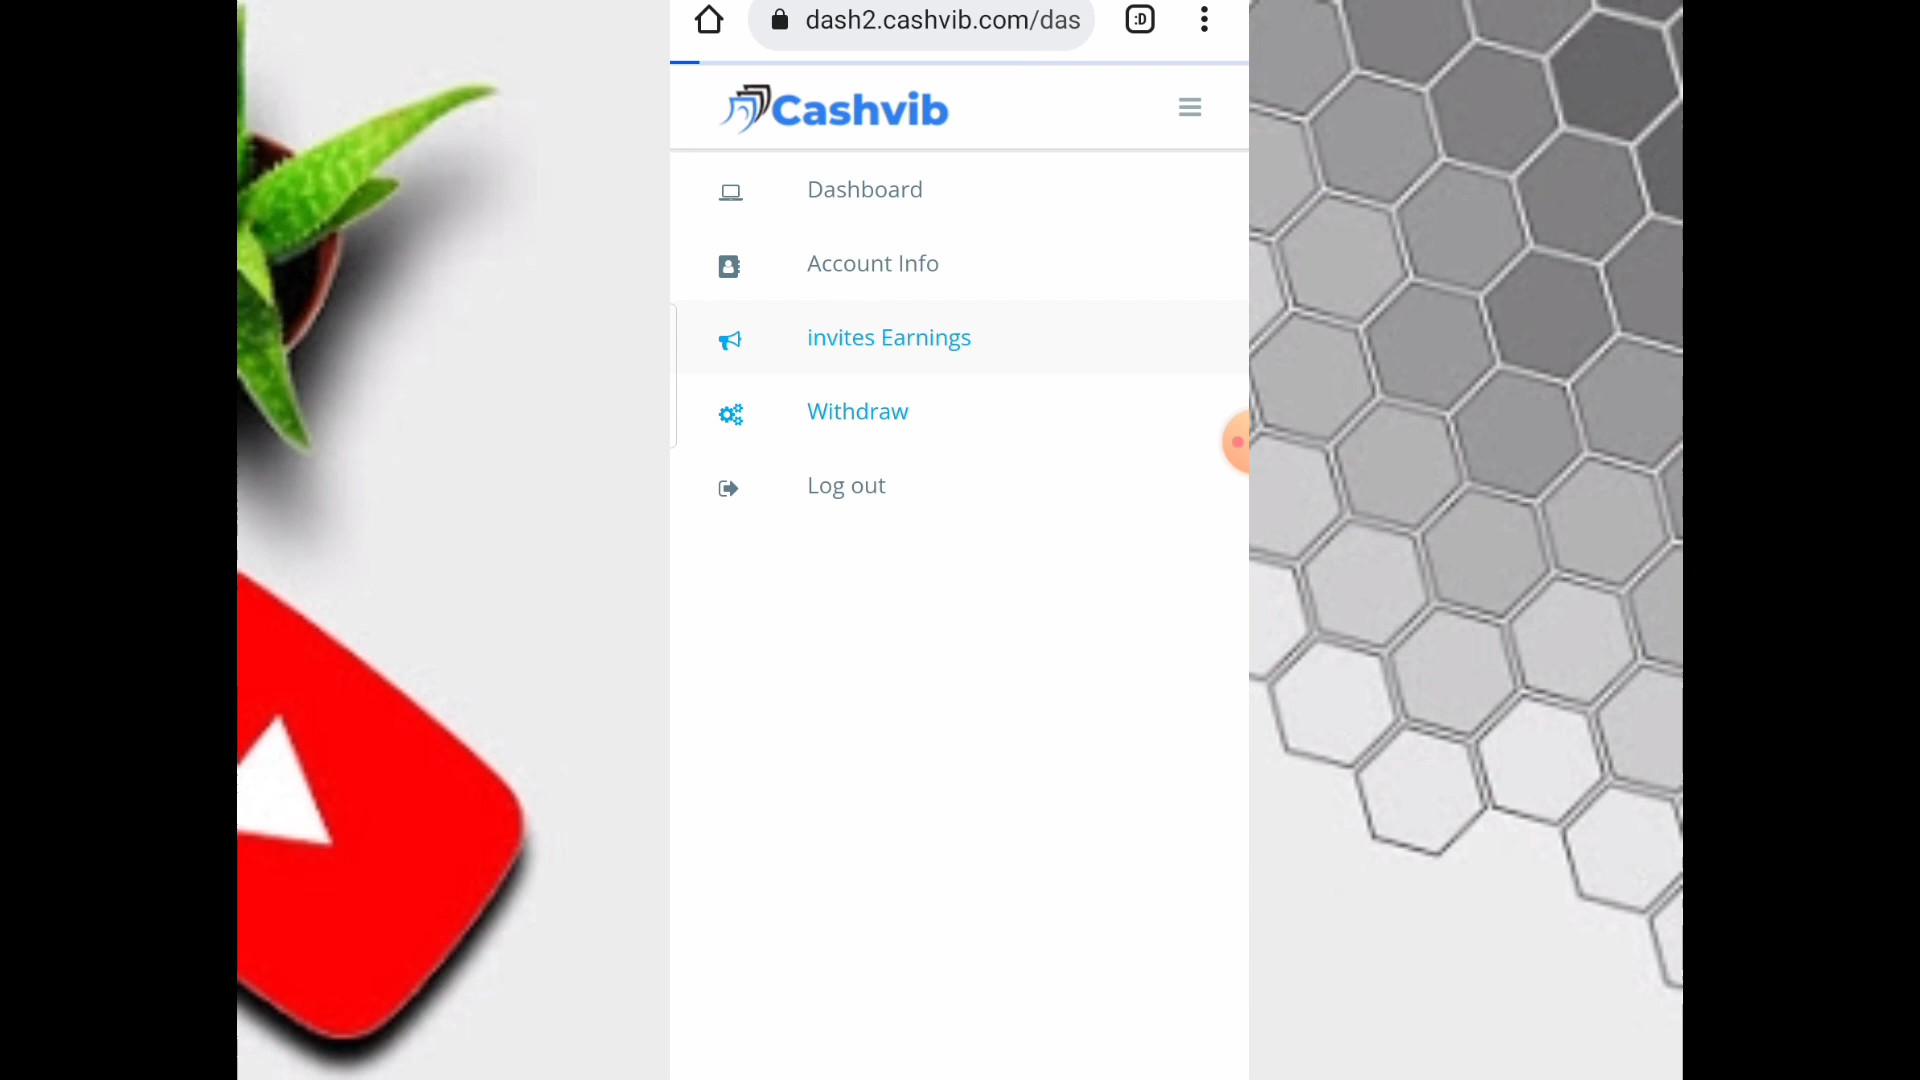 dash2.cashvib.com/das
:D
Cashvib
Dashboard
Account Info
invites Earnings
Withdraw
Log out